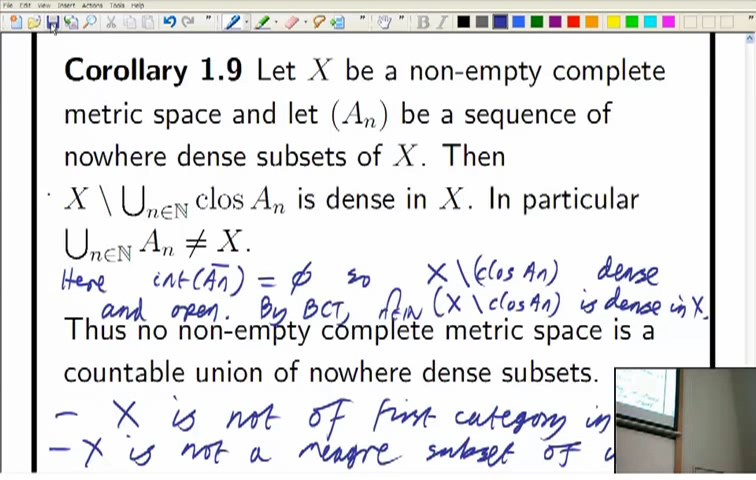 File Edit View Insert Actions Tools Help
Corollary 1.9 Let X be a non-empty complete
metric space and let (Aₙ) be a sequence of
nowhere dense subsets of X. Then
X \ ⋃ₙ∈ℕ clos Aₙ is dense in X. In particular
⋃ₙ∈ℕ Aₙ ≠ X.
Here int(A̅n) = ∅ so X \ (clos An) dense
and open. By BCT, ⋂n∈ℕ (X \ clos An) is dense in X.
Thus no non-empty complete metric space is a
countable union of nowhere dense subsets.
- X is not of first category in
- X is not a meagre subset of